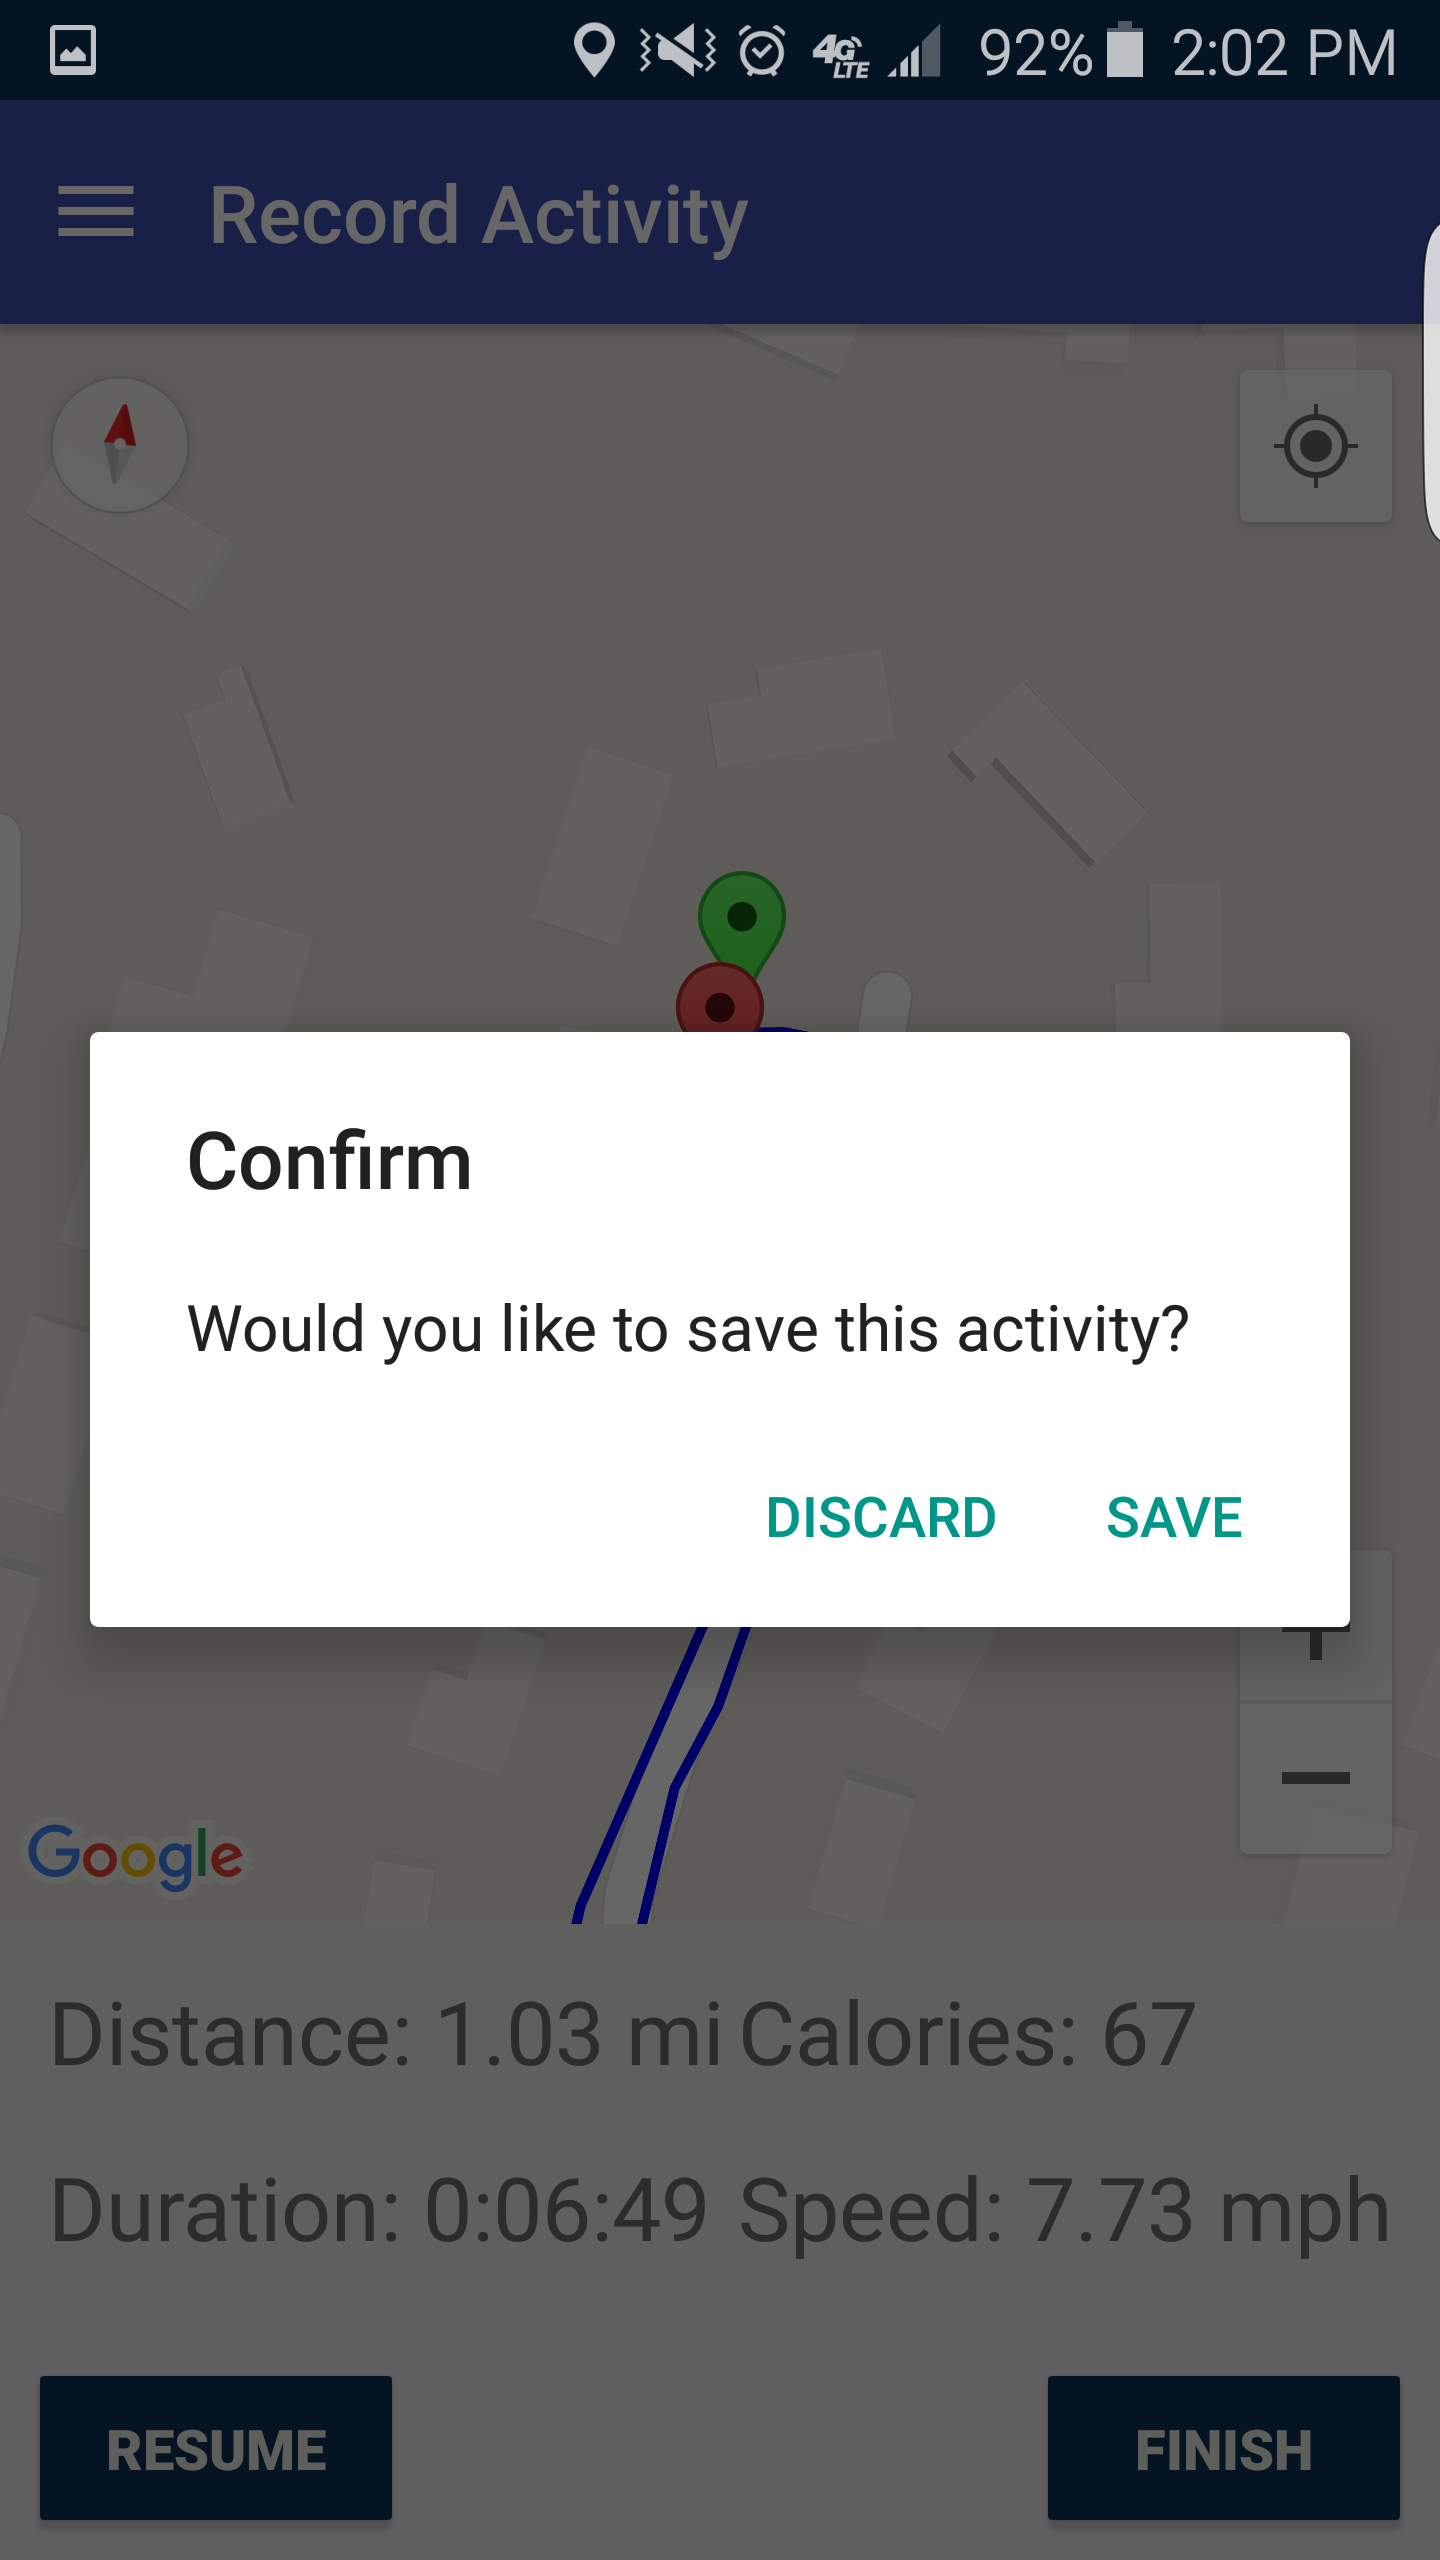 4G LTE 92% 2:02 PM
Record Activity
Confirm
Would you like to save this activity?
DISCARD SAVE
Google
Distance: 1.03 mi Calories: 67
Duration: 0:06:49 Speed: 7.73 mph
RESUME FINISH